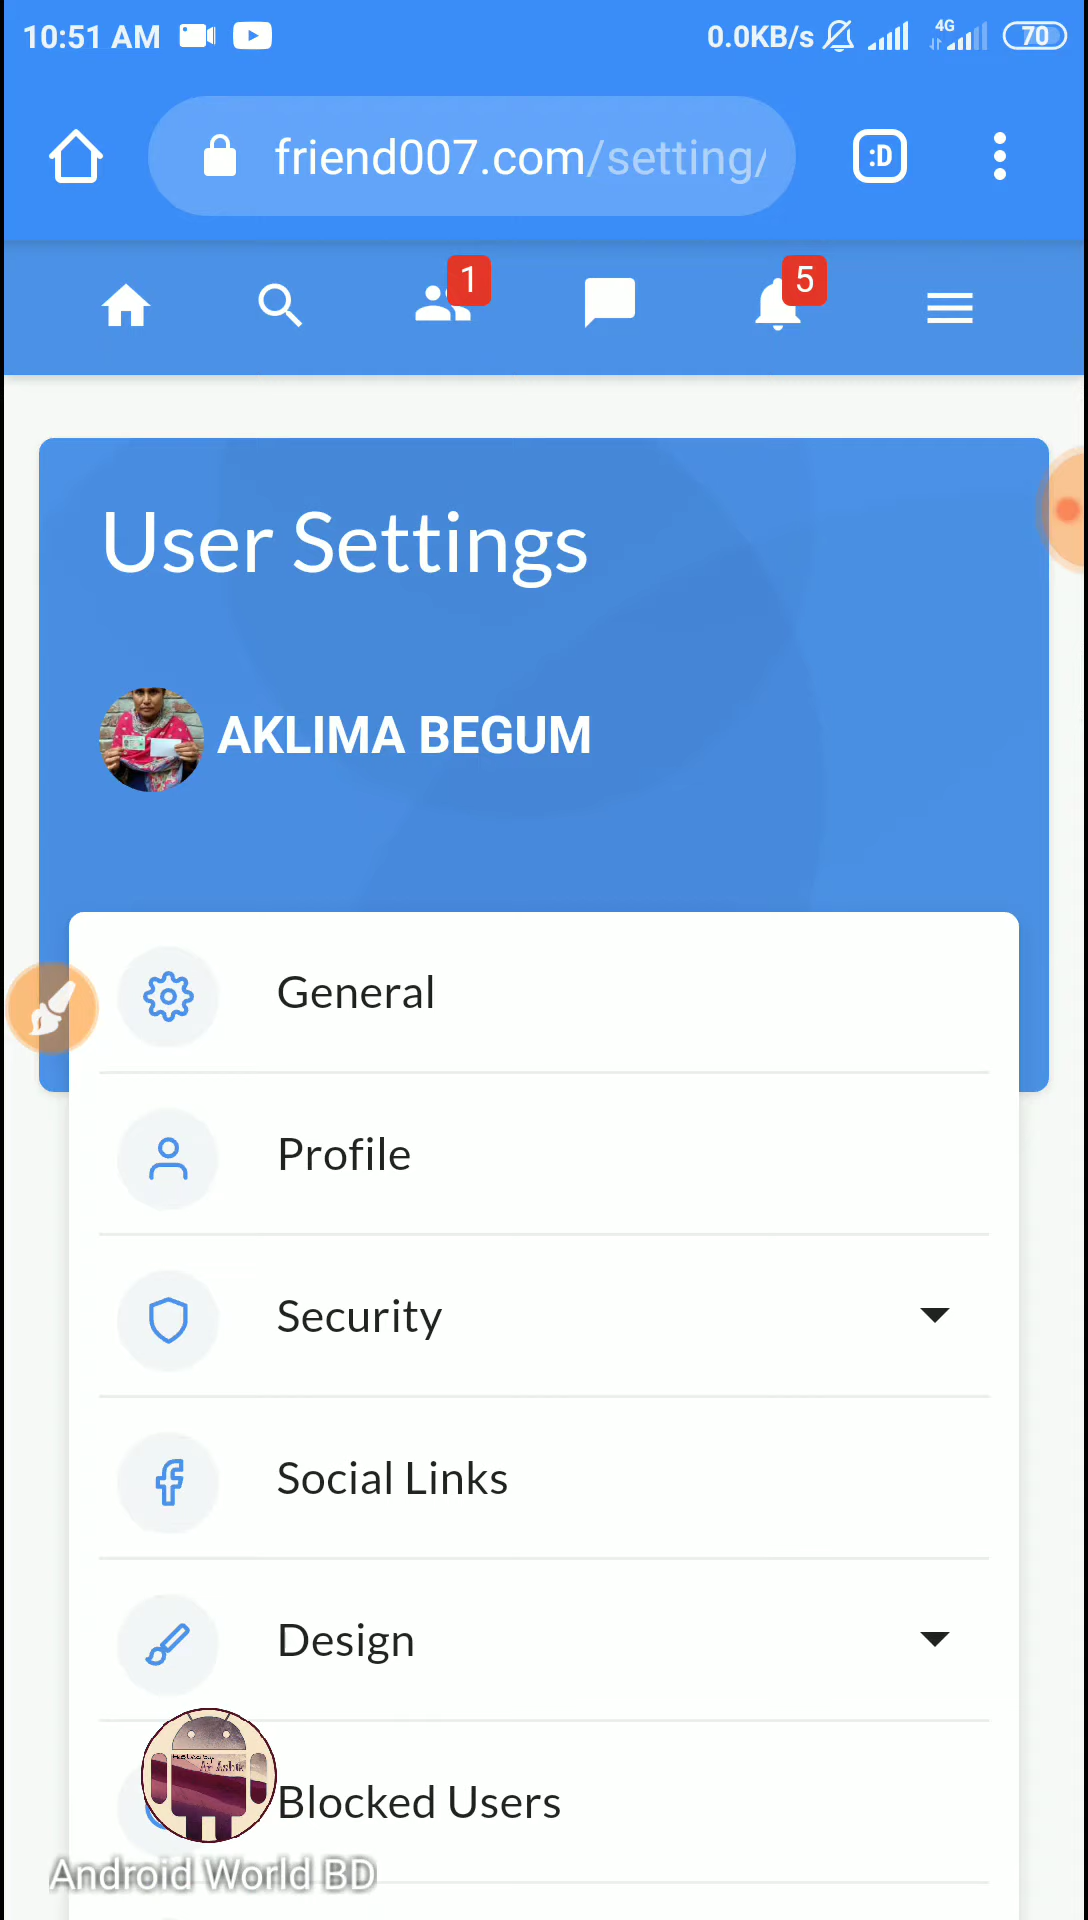 10:51 AM
0.0KB/s
4G
70
friend007.com/setting/
:D
1
5
User Settings
AKLIMA BEGUM
General
Profile
Security
Social Links
Design
Blocked Users
Android World BD